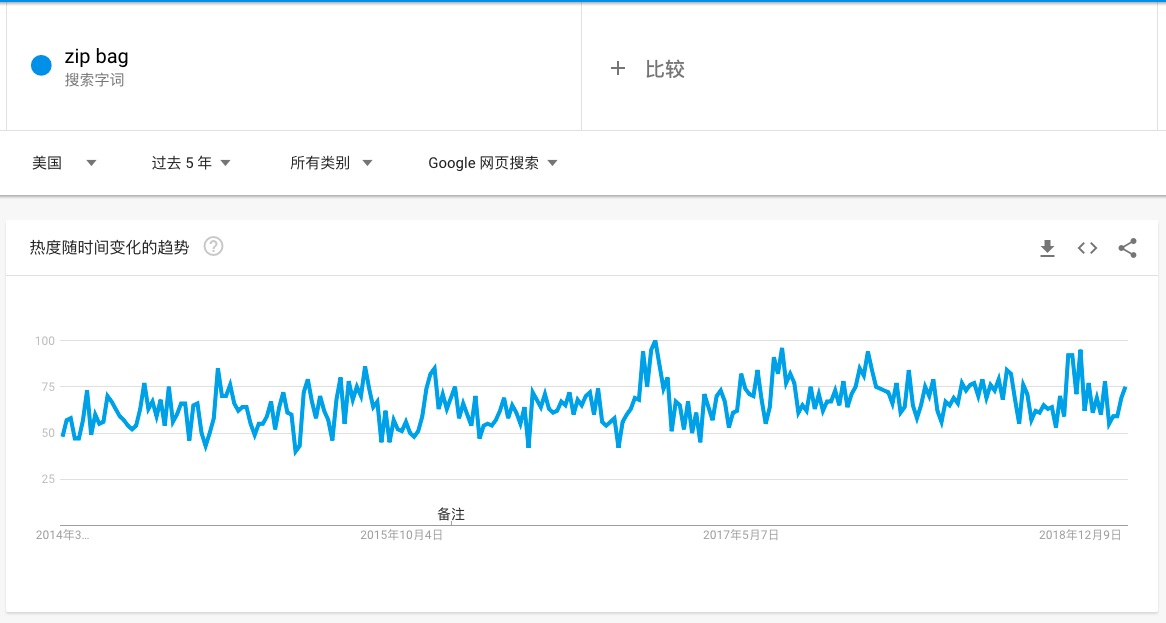 zip bag
搜索字词
比较
美国
过去 5 年
所有类别
Google 网页搜索
热度随时间变化的趋势
100
75
50
25
备注
2014年3...
2015年10月4日
2017年5月7日
2018年12月9日